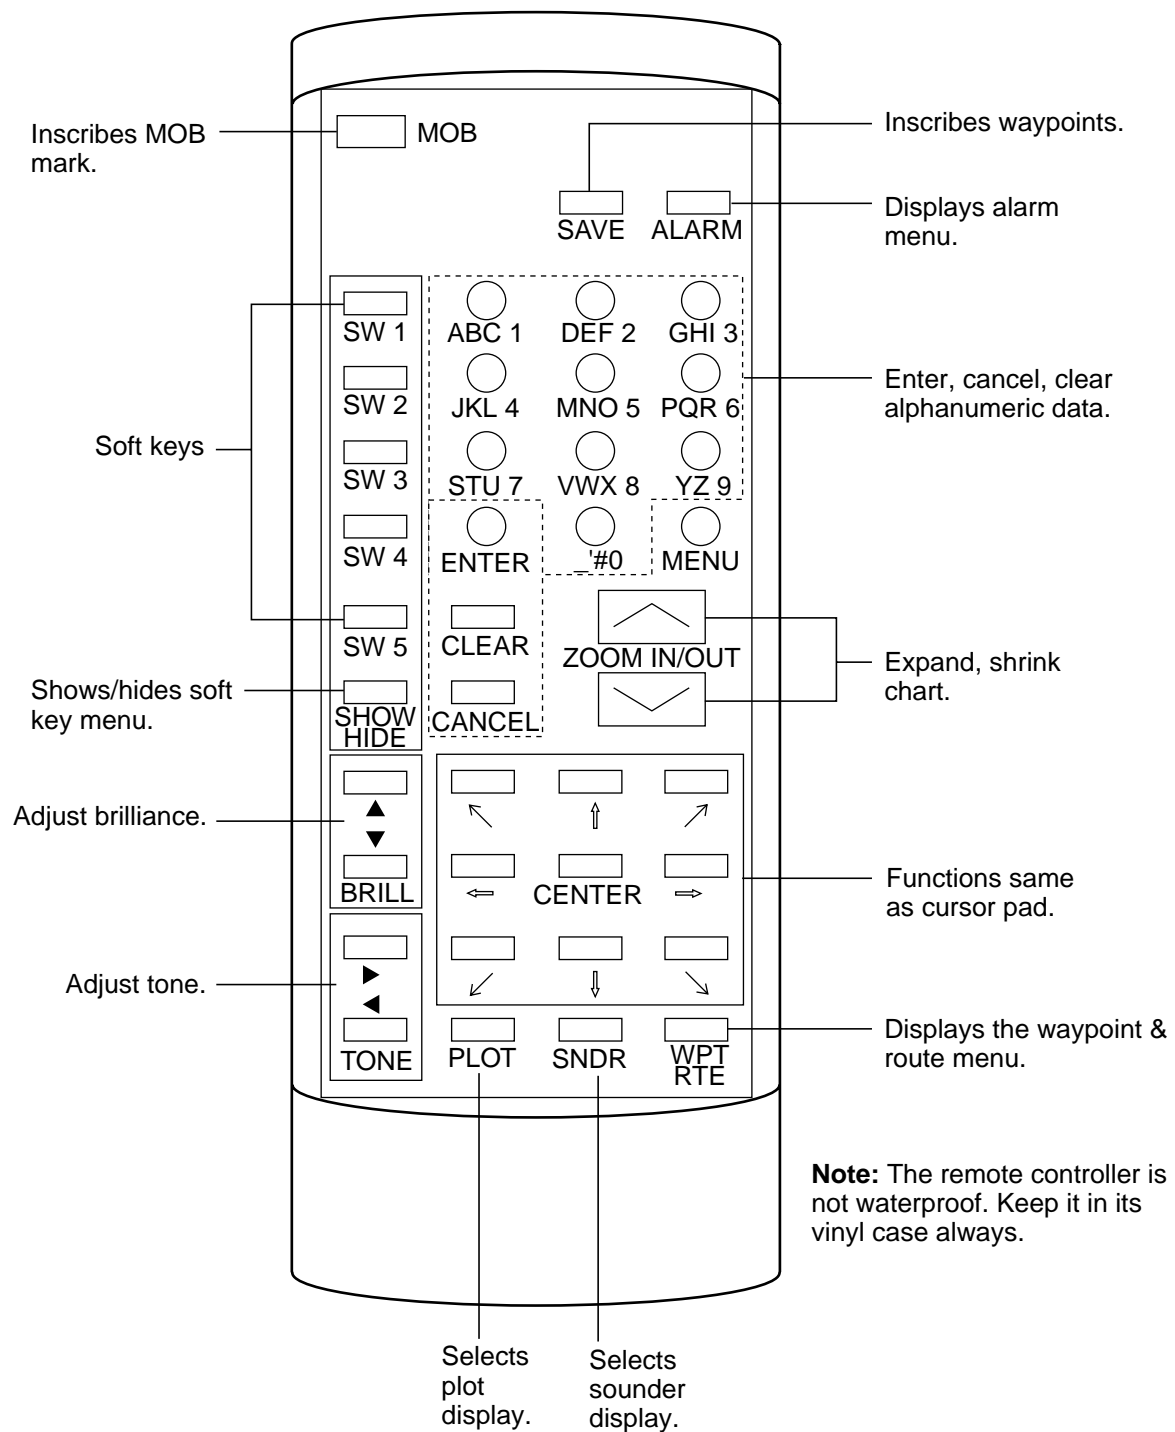 Inscribes MOB
mark.
MOB
Inscribes waypoints.
SAVE
ALARM
Displays alarm
menu.
SW 1
ABC 1
DEF 2
GHI 3
SW 2
JKL 4
MNO 5
PQR 6
Enter, cancel, clear
alphanumeric data.
Soft keys
SW 3
STU 7
VWX 8
YZ 9
SW 4
ENTER
_'#0
MENU
SW 5
CLEAR
ZOOM IN/OUT
Expand, shrink
chart.
Shows/hides soft
key menu.
SHOW
HIDE
CANCEL
Adjust brilliance.
BRILL
CENTER
Functions same
as cursor pad.
Adjust tone.
TONE
PLOT
SNDR
WPT
RTE
Displays the waypoint &
route menu.
Note: The remote controller is
not waterproof. Keep it in its
vinyl case always.
Selects
plot
display.
Selects
sounder
display.